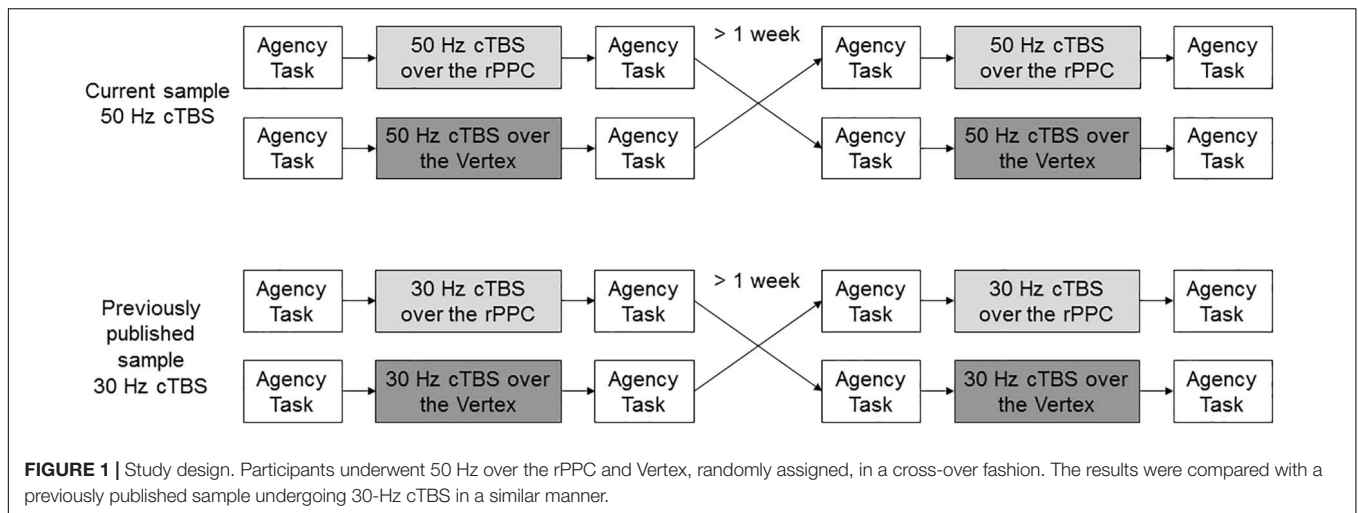 Current sample
50 Hz cTBS
Agency
Task
50 Hz cTBS
over the rPPC
Agency
Task
> 1 week
Agency
Task
50 Hz cTBS
over the rPPC
Agency
Task
Agency
Task
50 Hz cTBS over
the Vertex
Agency
Task
Agency
Task
50 Hz cTBS over
the Vertex
Agency
Task
Previously
published
sample
30 Hz cTBS
Agency
Task
30 Hz cTBS
over the rPPC
Agency
Task
> 1 week
Agency
Task
30 Hz cTBS
over the rPPC
Agency
Task
Agency
Task
30 Hz cTBS over
the Vertex
Agency
Task
Agency
Task
30 Hz cTBS over
the Vertex
Agency
Task
FIGURE 1 | Study design. Participants underwent 50 Hz over the rPPC and Vertex, randomly assigned, in a cross-over fashion. The results were compared with a
previously published sample undergoing 30-Hz cTBS in a similar manner.